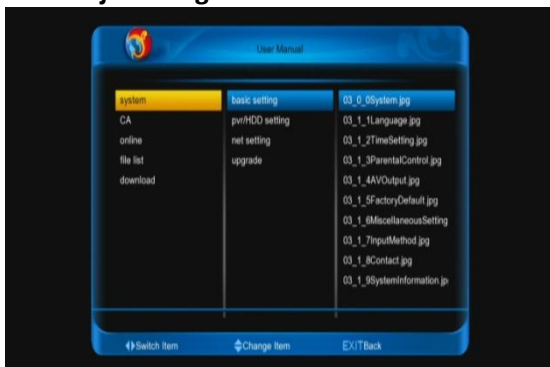 User Manual
system
CA
online
file list
download
basic setting
pvr/HDD setting
net setting
upgrade
03_0_0System.jpg
03_1_1Language.jpg
03_1_2TimeSetting.jpg
03_1_3ParentalControl.jpg
03_1_4AVOutput.jpg
03_1_5FactoryDefault.jpg
03_1_6MiscellaneousSetting
03_1_7InputMethod.jpg
03_1_8Contact.jpg
03_1_9SystemInformation.jp
Switch Item
Change Item
EXITBack